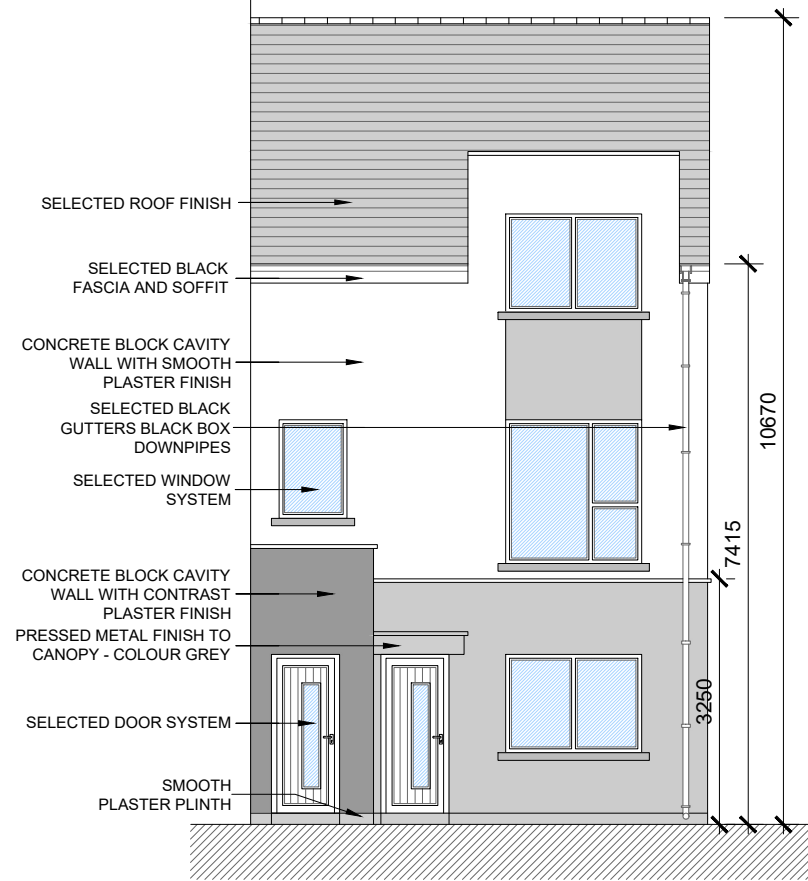 SELECTED ROOF FINISH
SELECTED BLACK
FASCIA AND SOFFIT
CONCRETE BLOCK CAVITY
WALL WITH SMOOTH
PLASTER FINISH
SELECTED BLACK
GUTTERS BLACK BOX
DOWNPIPES
SELECTED WINDOW
SYSTEM
CONCRETE BLOCK CAVITY
WALL WITH CONTRAST
PLASTER FINISH
PRESSED METAL FINISH TO
CANOPY - COLOUR GREY
SELECTED DOOR SYSTEM
SMOOTH
PLASTER PLINTH
3250
7415
10670